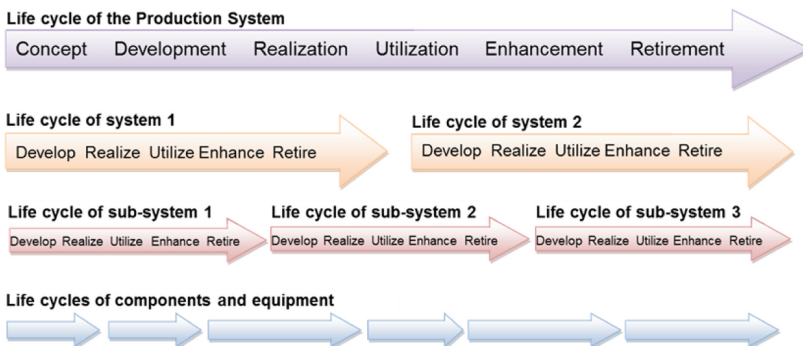 Life cycle of the Production System
Concept Development Realization Utilization Enhancement Retirement
Life cycle of system 1
Develop Realize Utilize Enhance Retire
Life cycle of system 2
Develop Realize Utilize Enhance Retire
Life cycle of sub-system 1
Develop Realize Utilize Enhance Retire
Life cycle of sub-system 2
Develop Realize Utilize Enhance Retire
Life cycle of sub-system 3
Develop Realize Utilize Enhance Retire
Life cycles of components and equipment